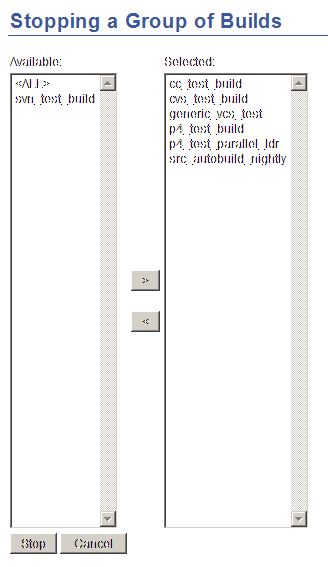 Stopping a Group of Builds
Available:
Selected:
<ALL>
svn_test_build
cc_test_build
cvs_test_build
generic_vcs_test
p4_test_build
p4_test_parallel_ldr
src_autobuild_nightly
>
<
Stop
Cancel